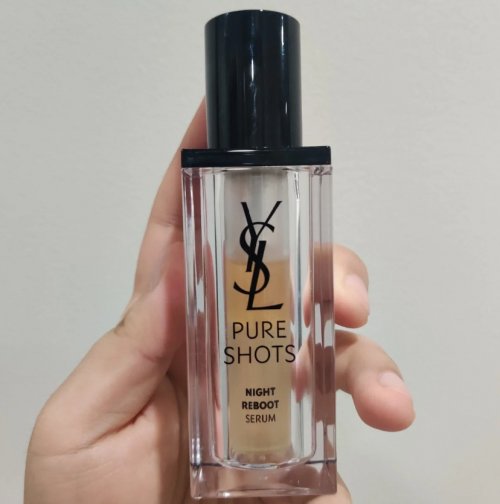 YSL
PURE
SHOTS
NIGHT
REBOOT
SERUM